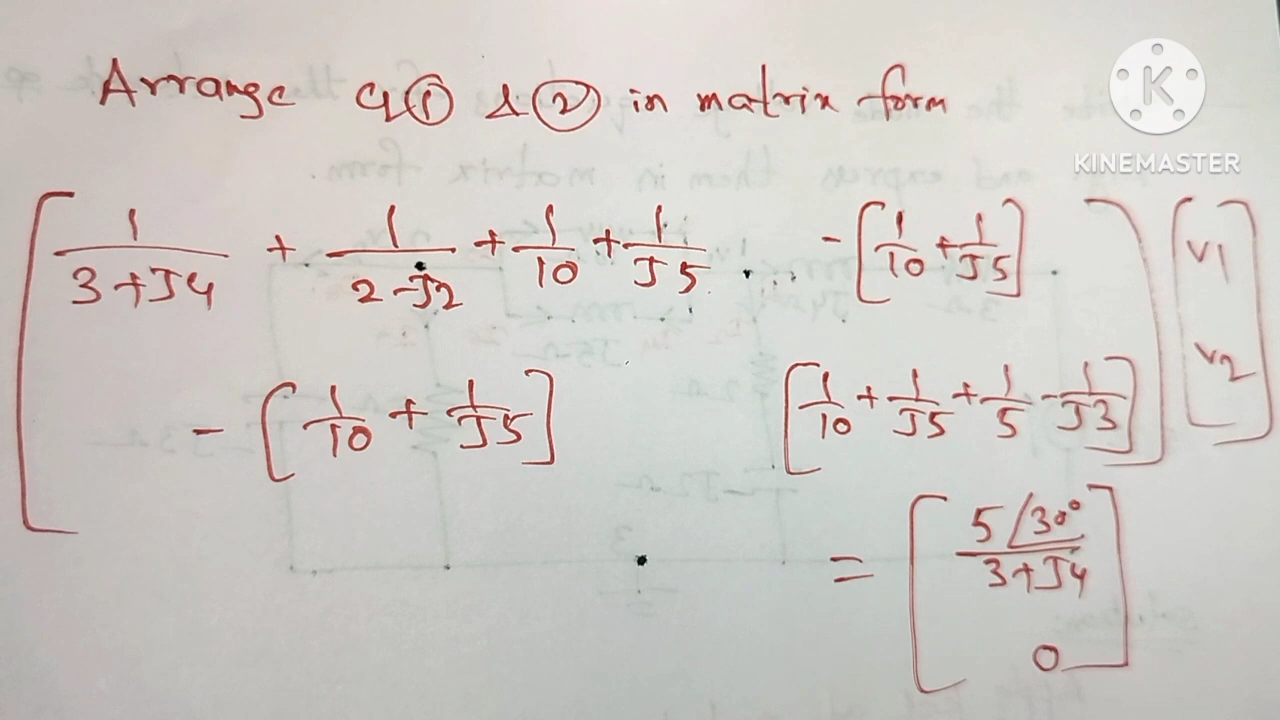 Arrange eq ① & ② in matrix form
K
KINEMASTER
[ 1/(3+J4) + 1/(2-J2) + 1/10 + 1/J5    -[1/10 + 1/J5] ] [ V1
-[1/10 + 1/J5]    [1/10 + 1/J5 + 1/5 - 1/J3] ] V2 ]
= [ 5/30° / 3+J4
0 ]